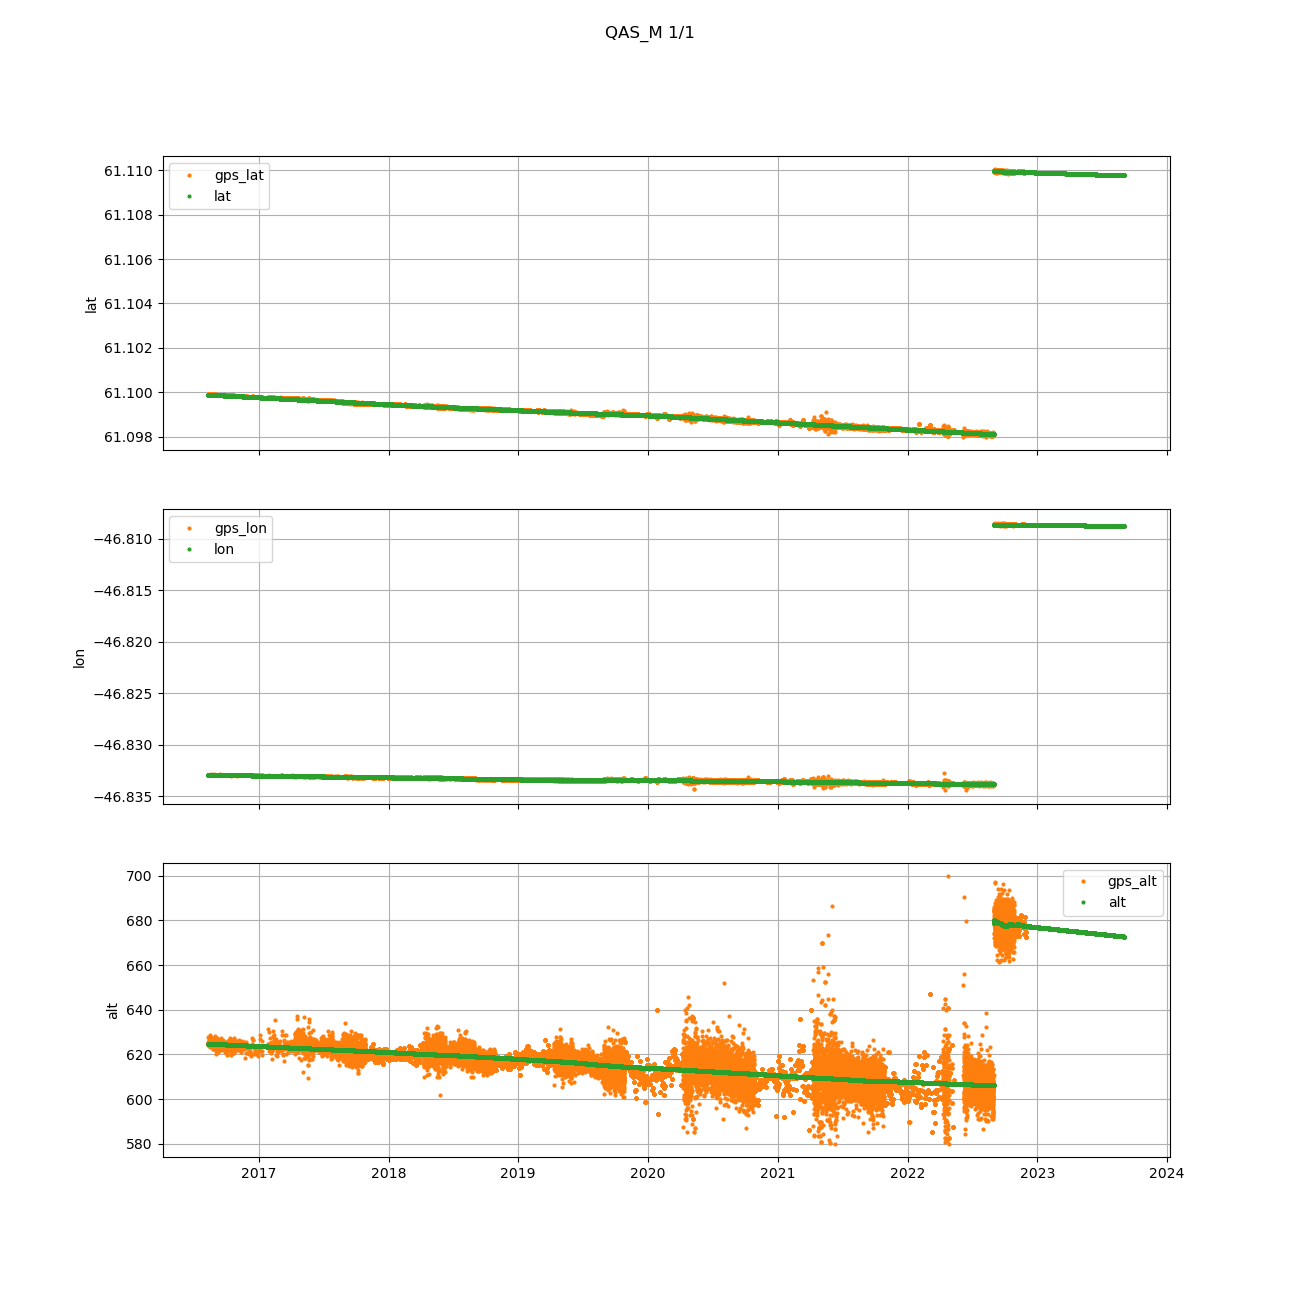 QAS_M 1/1
61.110
61.108
61.106
61.104
61.102
61.100
61.098
lat
gps_lat
lat
−46.810
−46.815
−46.820
−46.825
−46.830
−46.835
lon
gps_lon
lon
700
680
660
640
620
600
580
alt
gps_alt
alt
2017 2018 2019 2020 2021 2022 2023 2024